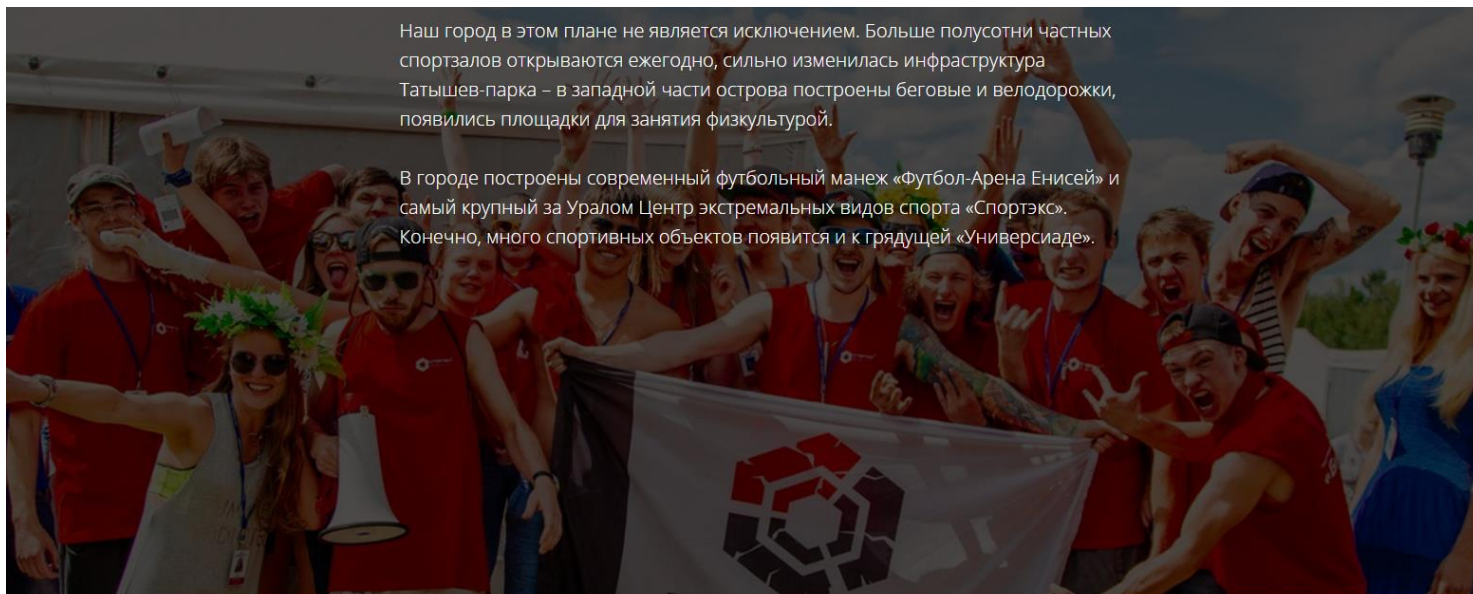 Наш город в этом плане не является исключением. Больше полусотни частных
спортзалов открываются ежегодно, сильно изменилась инфраструктура
Татышев-парка – в западной части острова построены беговые и велодорожки,
появились площадки для занятия физкультурой.
В городе построены современный футбольный манеж «Футбол-Арена Енисей» и
самый крупный за Уралом Центр экстремальных видов спорта «Спортэкс».
Конечно, много спортивных объектов появится и к грядущей «Универсиаде».